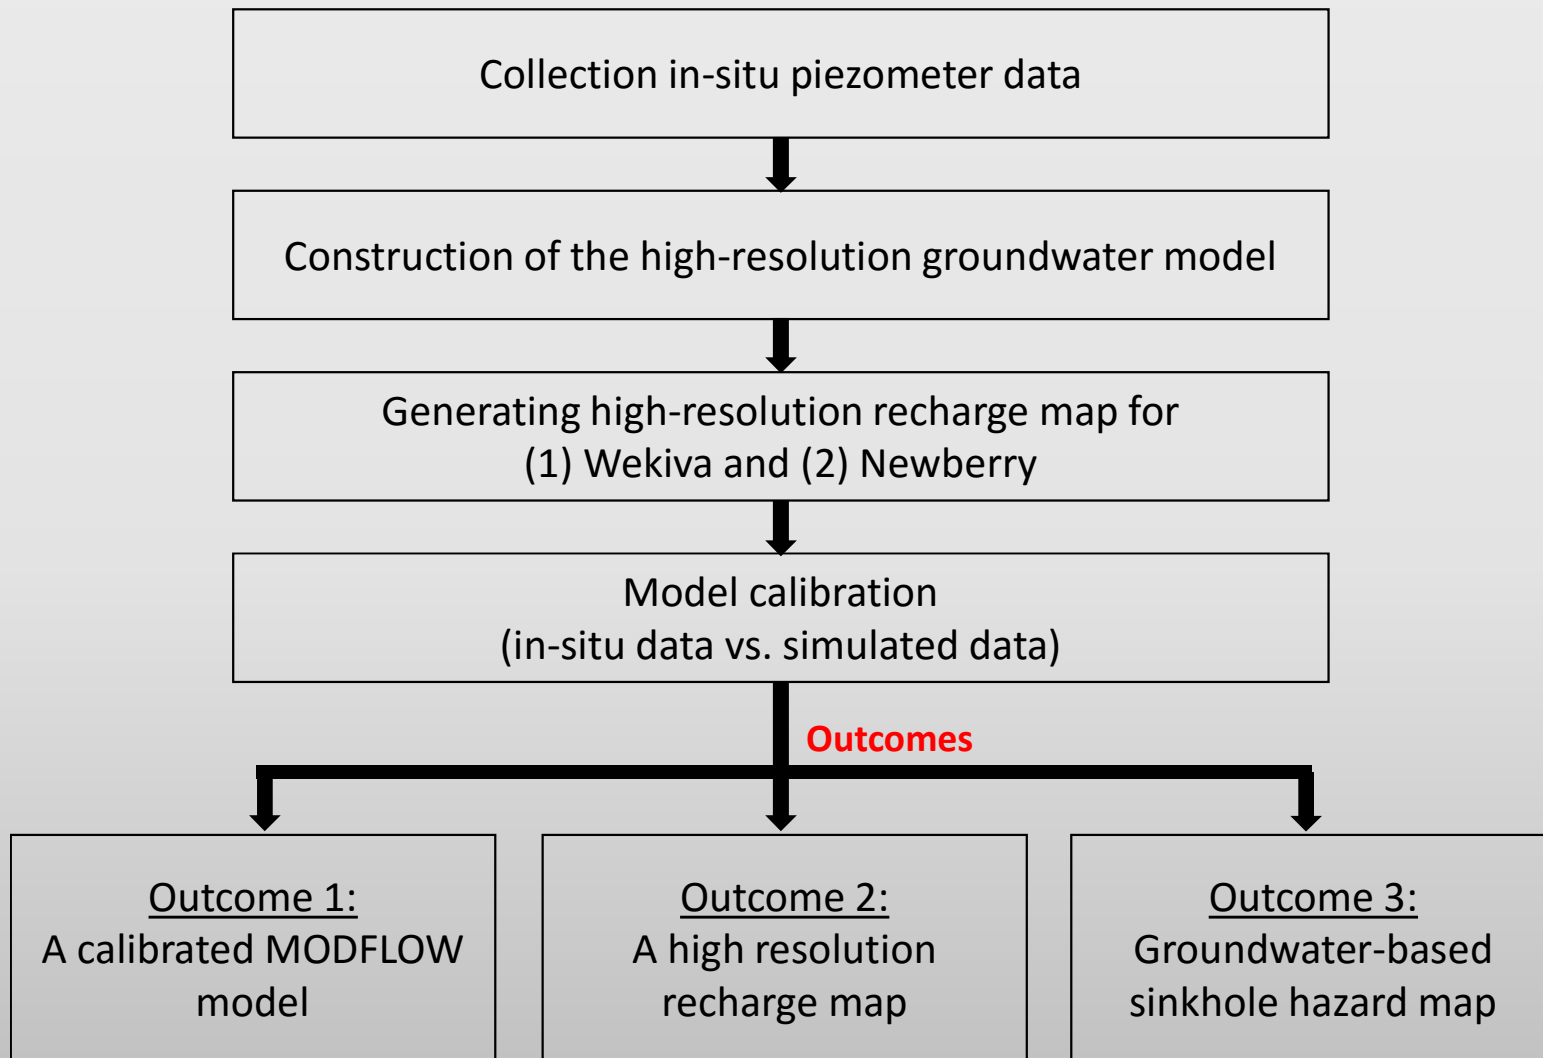 Collection in-situ piezometer data
Construction of the high-resolution groundwater model
Generating high-resolution recharge map for
(1) Wekiva and (2) Newberry
Model calibration
(in-situ data vs. simulated data)
Outcomes
Outcome 1:
A calibrated MODFLOW
model
Outcome 2:
A high resolution
recharge map
Outcome 3:
Groundwater-based
sinkhole hazard map